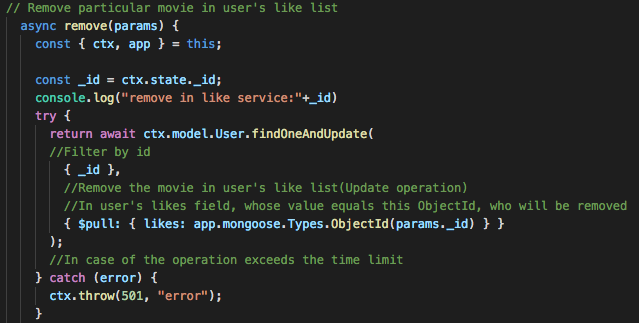 // Remove particular movie in user's like list
async remove(params) {
const { ctx, app } = this;
const _id = ctx.state._id;
console.log("remove in like service:"+_id)
try {
return await ctx.model.User.findOneAndUpdate(
//Filter by id
{ _id },
//Remove the movie in user's like list(Update operation)
//In user's likes field, whose value equals this ObjectId, who will be removed
{ $pull: { likes: app.mongoose.Types.ObjectId(params._id) } }
);
//In case of the operation exceeds the time limit
} catch (error) {
ctx.throw(501, "error");
}